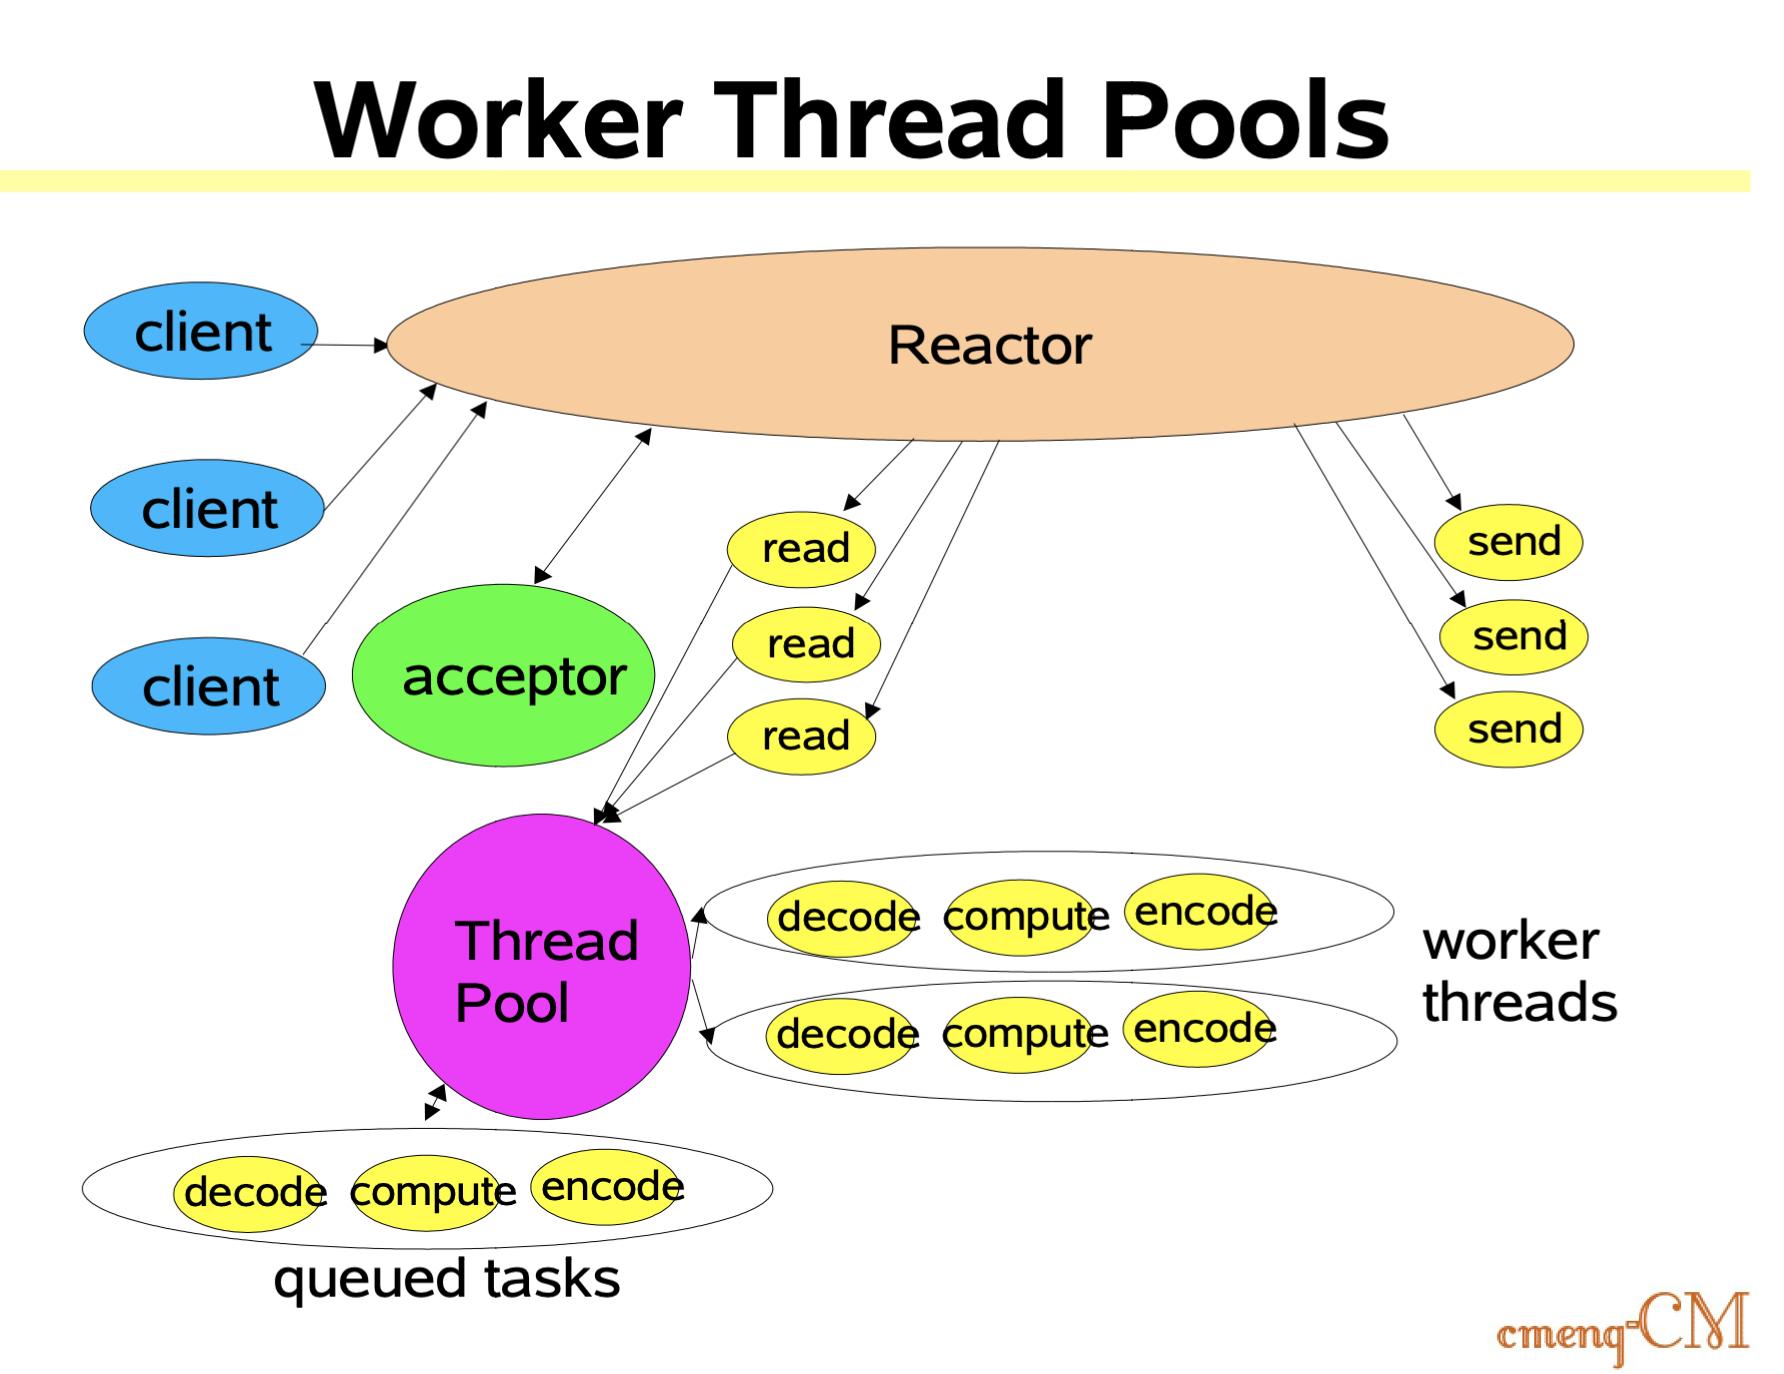 Worker Thread Pools
client
Reactor
client
client
acceptor
read
read
read
send
send
send
Thread
Pool
decode compute encode
decode compute encode
worker
threads
decode compute encode
queued tasks
cmenq-CM